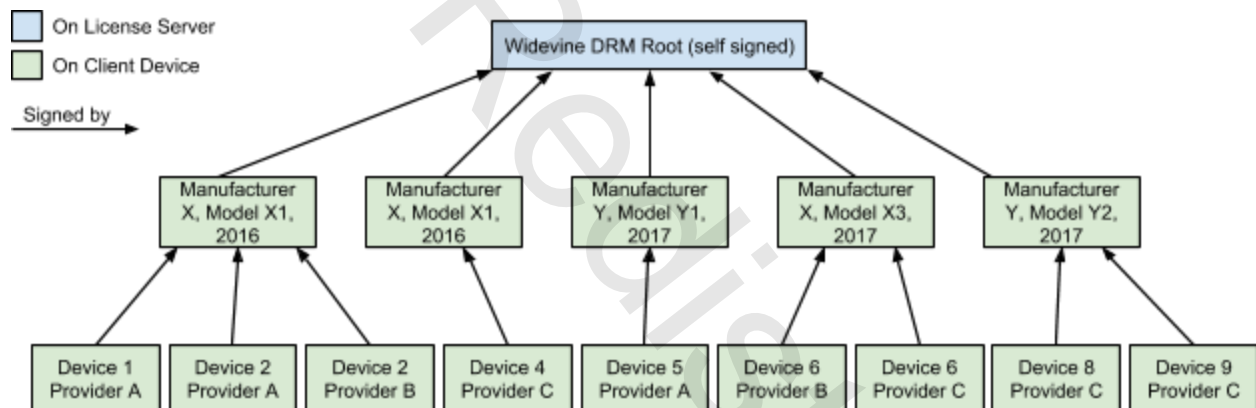 On License Server
On Client Device
Signed by
Widevine DRM Root (self signed)
Manufacturer
X, Model X1,
2016
Manufacturer
X, Model X1,
2016
Manufacturer
Y, Model Y1,
2017
Manufacturer
X, Model X3,
2017
Manufacturer
Y, Model Y2,
2017
Device 1
Provider A
Device 2
Provider A
Device 2
Provider B
Device 4
Provider C
Device 5
Provider A
Device 6
Provider B
Device 6
Provider C
Device 8
Provider C
Device 9
Provider C